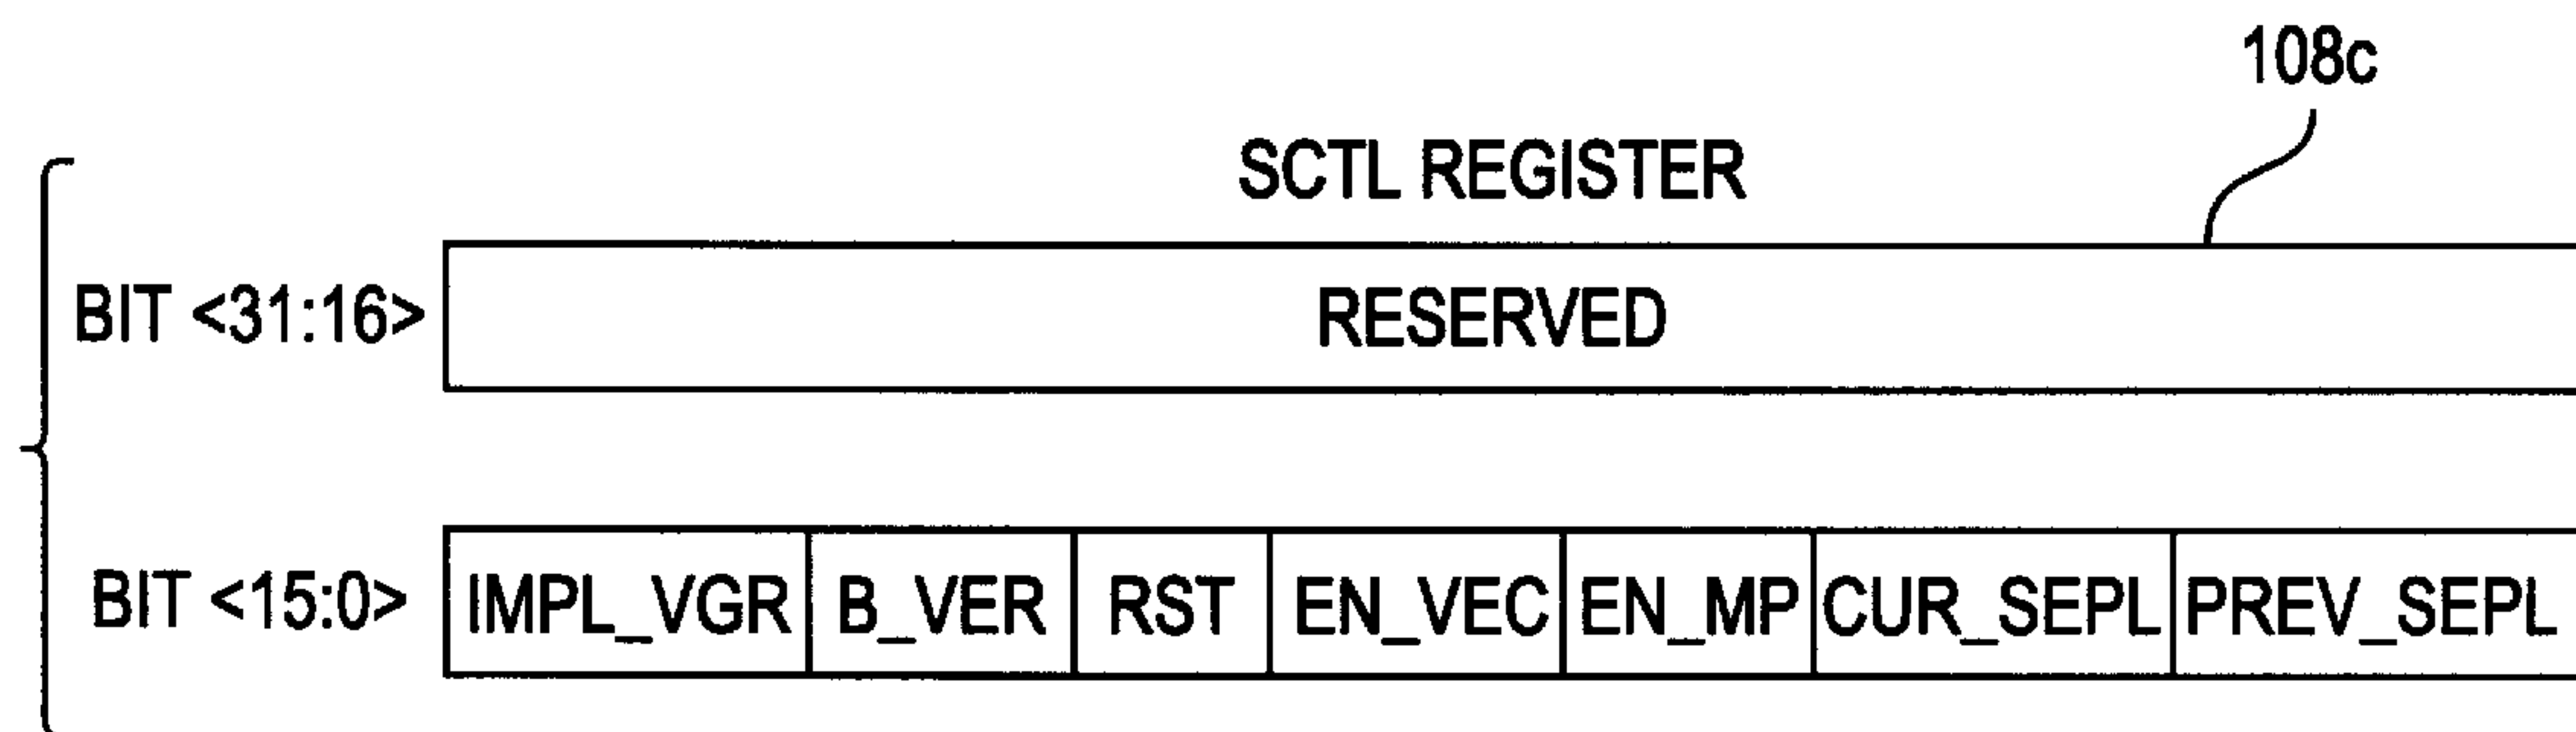 108c
SCTL REGISTER
BIT <31:16> RESERVED
BIT <15:0> IMPL_VGR B_VER RST EN_VEC EN_MP CUR_SEPL PREV_SEPL